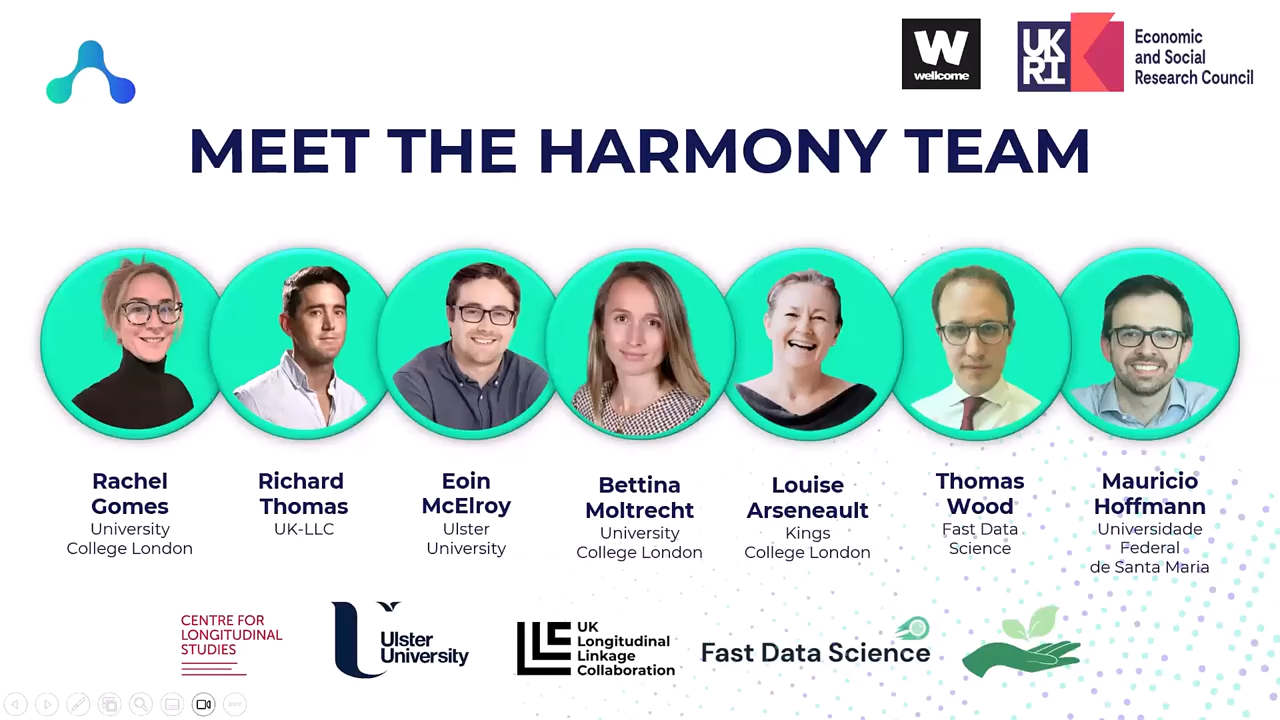 W
wellcome
UK
RI
Economic
and Social
Research Council
MEET THE HARMONY TEAM
Rachel
Gomes
University
College London
Richard
Thomas
UK-LLC
Eoin
McElroy
Ulster
University
Bettina
Moltrecht
University
College London
Louise
Arseneault
Kings
College London
Thomas
Wood
Fast Data
Science
Mauricio
Hoffmann
Universidade
Federal
de Santa Maria
CENTRE FOR
LONGITUDINAL
STUDIES
Ulster
University
LLC
UK
Longitudinal
Linkage
Collaboration
Fast Data Science